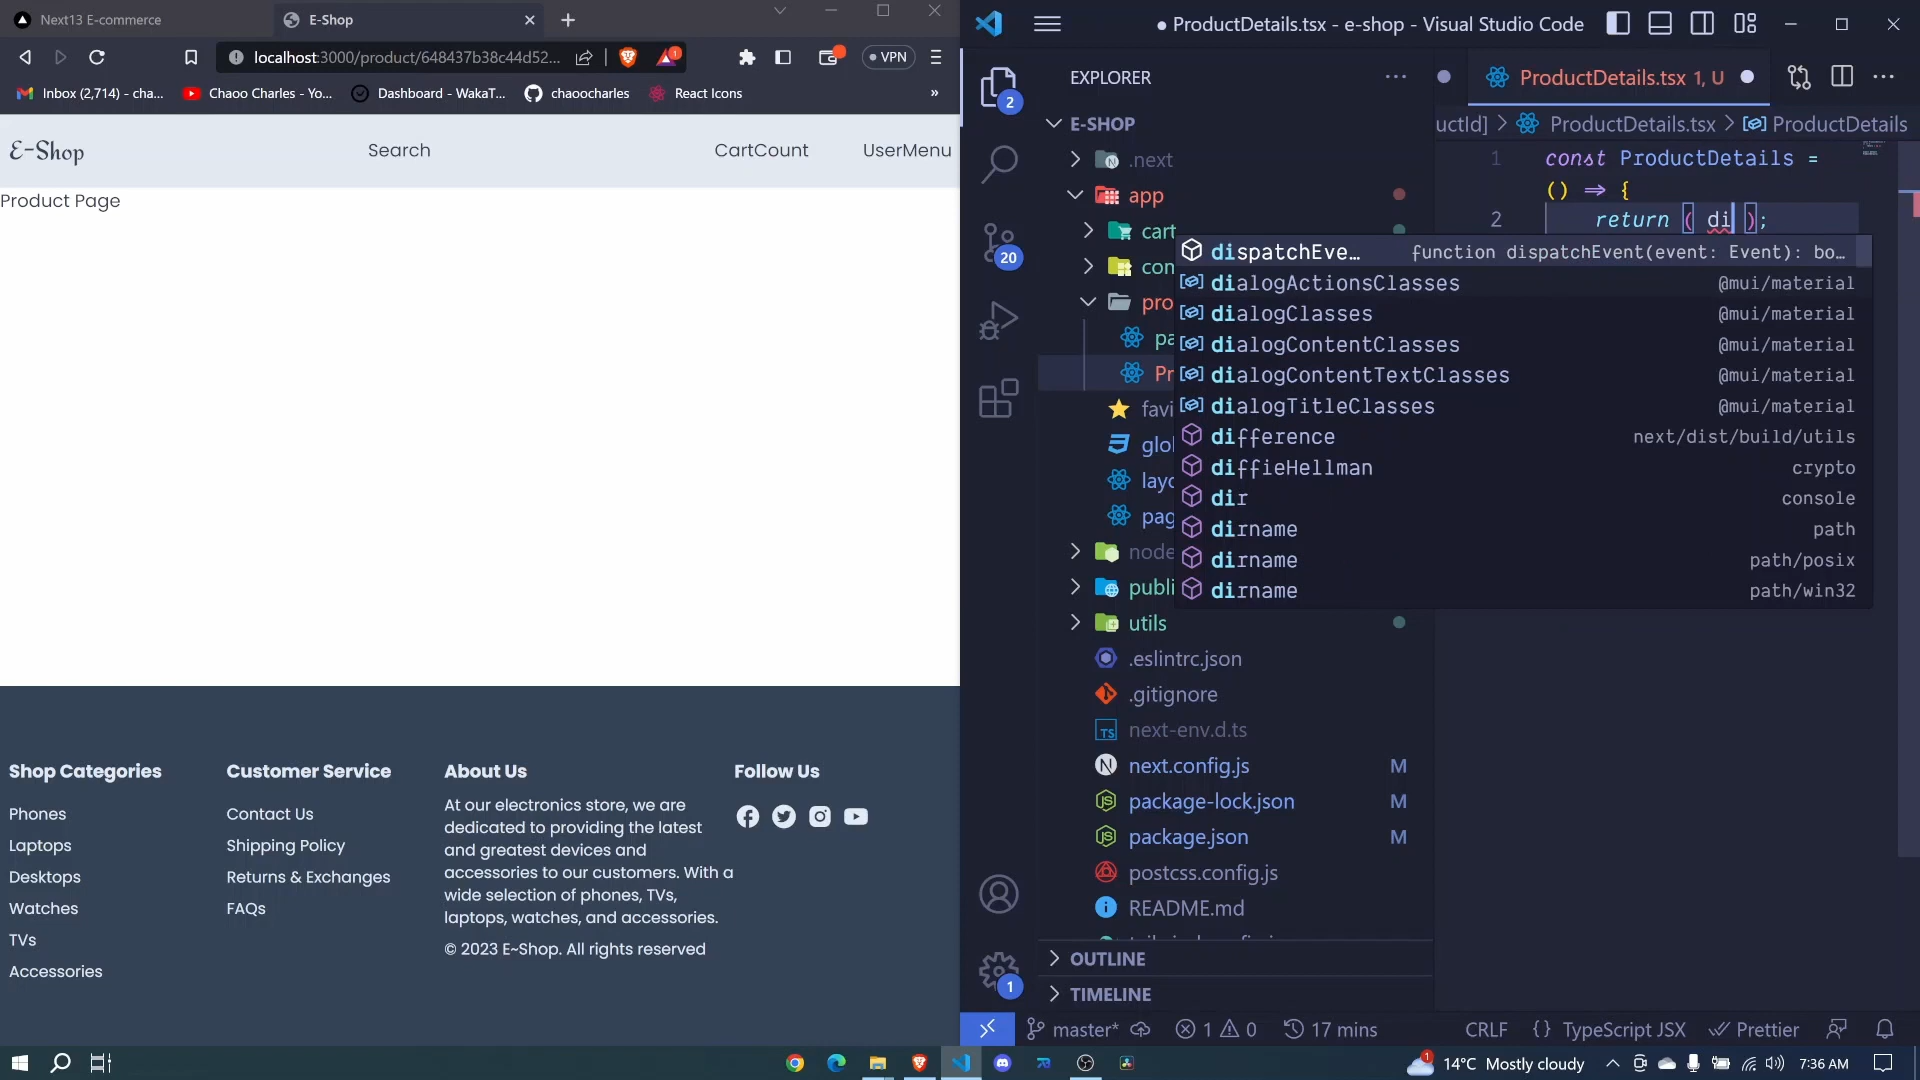 Next13 E-commerce
E-Shop
localhost:3000/product/648437b38c44d52...
1
VPN
Inbox (2,714) - cha...
Chaoo Charles - Yo...
Dashboard - WakaT...
chaoocharles
React Icons
»
E-Shop
Search
CartCount
UserMenu
Product Page
Shop Categories
Phones
Laptops
Desktops
Watches
TVs
Accessories
Customer Service
Contact Us
Shipping Policy
Returns & Exchanges
FAQs
About Us
At our electronics store, we are
dedicated to providing the latest
and greatest devices and
accessories to our customers. With a
wide selection of phones, TVs,
laptops, watches, and accessories.
© 2023 E~Shop. All rights reserved
Follow Us
● ProductDetails.tsx - e-shop - Visual Studio Code
2
20
1
EXPLORER
E-SHOP
.next
app
cart
con
pro
pa
Pr
favi
glo
layo
pag
node
publi
utils
.eslintrc.json
.gitignore
next-env.d.ts
next.config.js M
package-lock.json M
package.json M
postcss.config.js
README.md
OUTLINE
TIMELINE
ProductDetails.tsx 1, U
uctId] > ProductDetails.tsx > ProductDetails
1 const ProductDetails =
() ⇒ {
2 return ( di );
dispatchEve… function dispatchEvent(event: Event): bo…
dialogActionsClasses @mui/material
dialogClasses @mui/material
dialogContentClasses @mui/material
dialogContentTextClasses @mui/material
dialogTitleClasses @mui/material
difference next/dist/build/utils
diffieHellman crypto
dir console
dirname path
dirname path/posix
dirname path/win32
master* 1 0 17 mins CRLF {} TypeScript JSX Prettier
1 14°C Mostly cloudy 7:36 AM